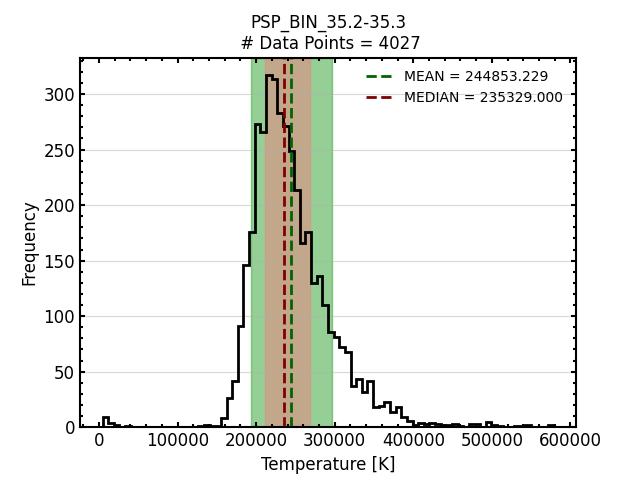 PSP_BIN_35.2-35.3
# Data Points = 4027
MEAN = 244853.229
MEDIAN = 235329.000
Frequency
300
250
200
150
100
50
0
0 100000 200000 300000 400000 500000 600000
Temperature [K]